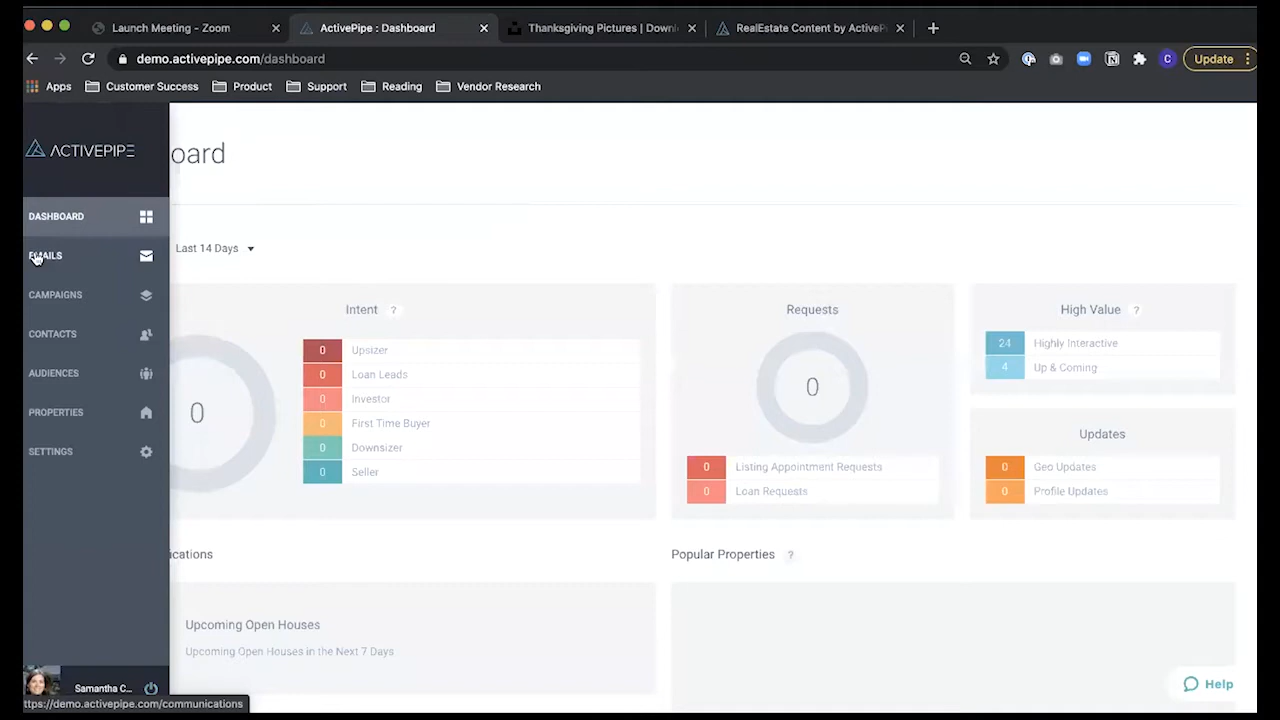 Launch Meeting - Zoom
ActivePipe : Dashboard
Thanksgiving Pictures | Downl
RealEstate Content by ActiveP
demo.activepipe.com/dashboard
C
Update
Apps
Customer Success
Product
Support
Reading
Vendor Research
ACTIVEPIPE
oard
DASHBOARD
EMAILS
CAMPAIGNS
CONTACTS
AUDIENCES
PROPERTIES
SETTINGS
Last 14 Days
Intent ?
0
0 Upsizer
0 Loan Leads
0 Investor
0 First Time Buyer
0 Downsizer
0 Seller
Requests
0
0 Listing Appointment Requests
0 Loan Requests
High Value ?
24 Highly Interactive
4 Up & Coming
Updates
0 Geo Updates
0 Profile Updates
ications
Popular Properties ?
Upcoming Open Houses
Upcoming Open Houses in the Next 7 Days
Samantha C...
ttps://demo.activepipe.com/communications
Help